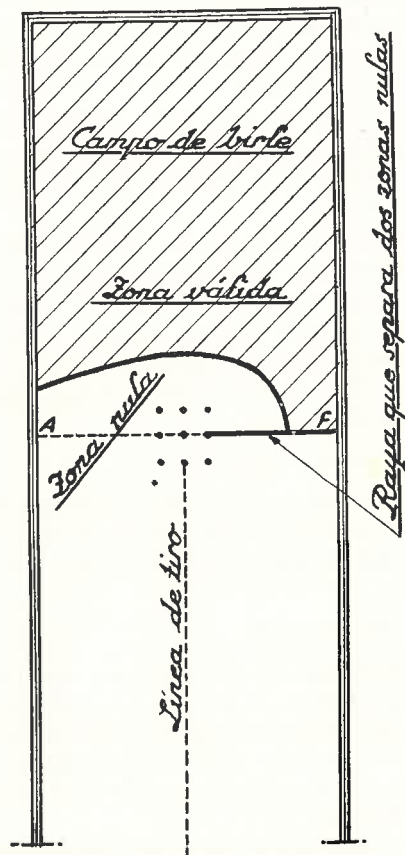 Campo de birle
Zona válida
Zona nula
A
F
Raya que separa dos zonas nulas
Línea de tiro